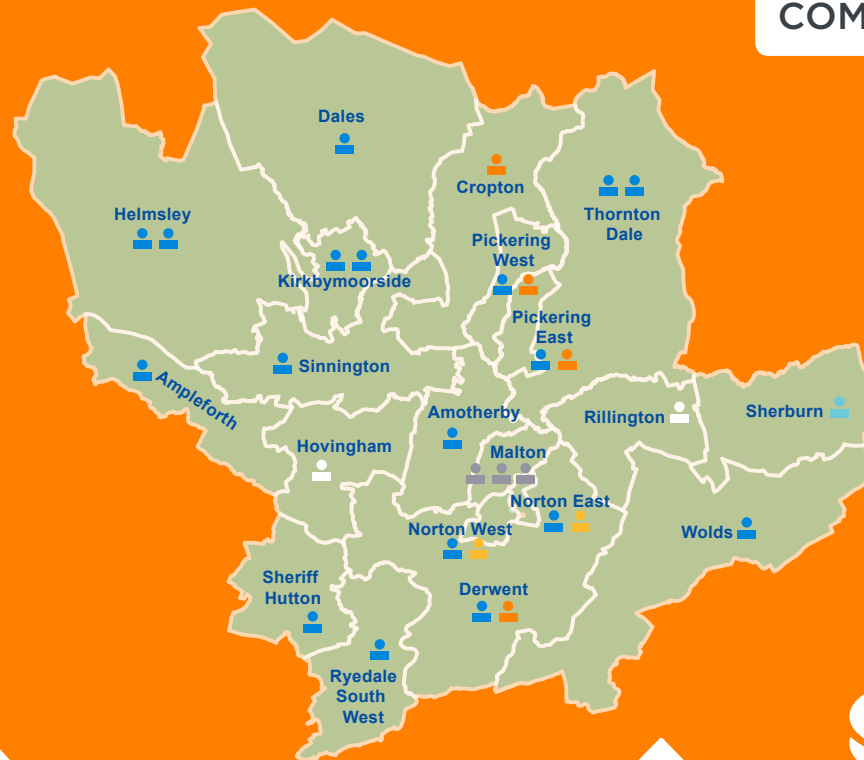 COM
Dales
Cropton
Thornton
Dale
Helmsley
Pickering
West
Kirkbymoorside
Pickering
East
Sinnington
Ampleforth
Amotherby
Rillington
Sherburn
Hovingham
Malton
Norton East
Norton West
Wolds
Sheriff
Hutton
Derwent
Ryedale
South
West